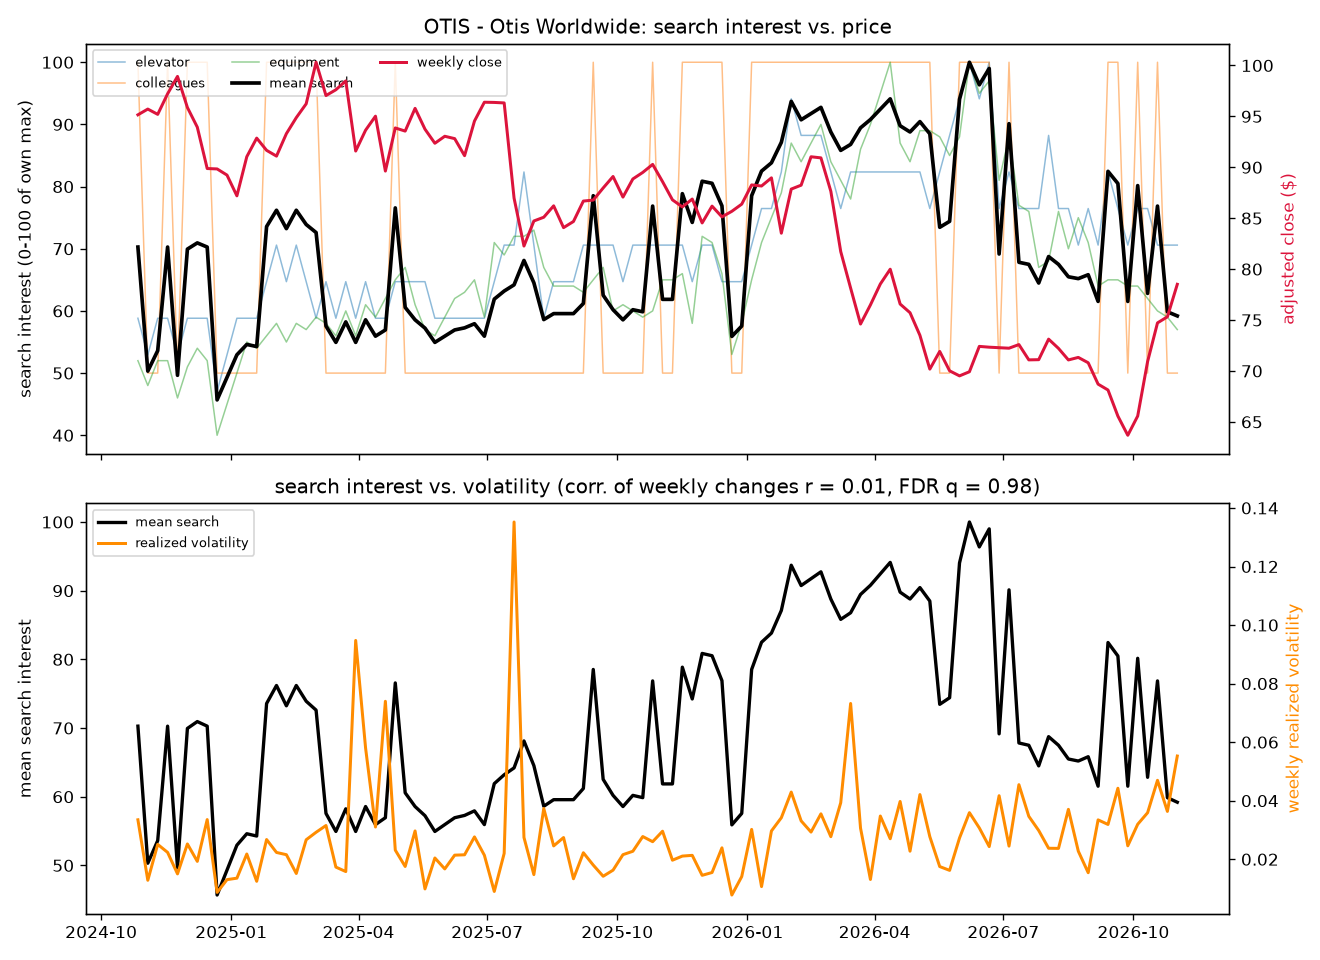 OTIS - Otis Worldwide: search interest vs. price
elevator
colleagues
equipment
mean search
weekly close
search interest (0-100 of own max)
100
90
80
70
60
50
40
100
95
90
85
80
75
70
65
adjusted close ($)
search interest vs. volatility (corr. of weekly changes r = 0.01, FDR q = 0.98)
mean search
realized volatility
mean search interest
100
90
80
70
60
50
0.14
0.12
0.10
0.08
0.06
0.04
0.02
weekly realized volatility
2024-10 2025-01 2025-04 2025-07 2025-10 2026-01 2026-04 2026-07 2026-10